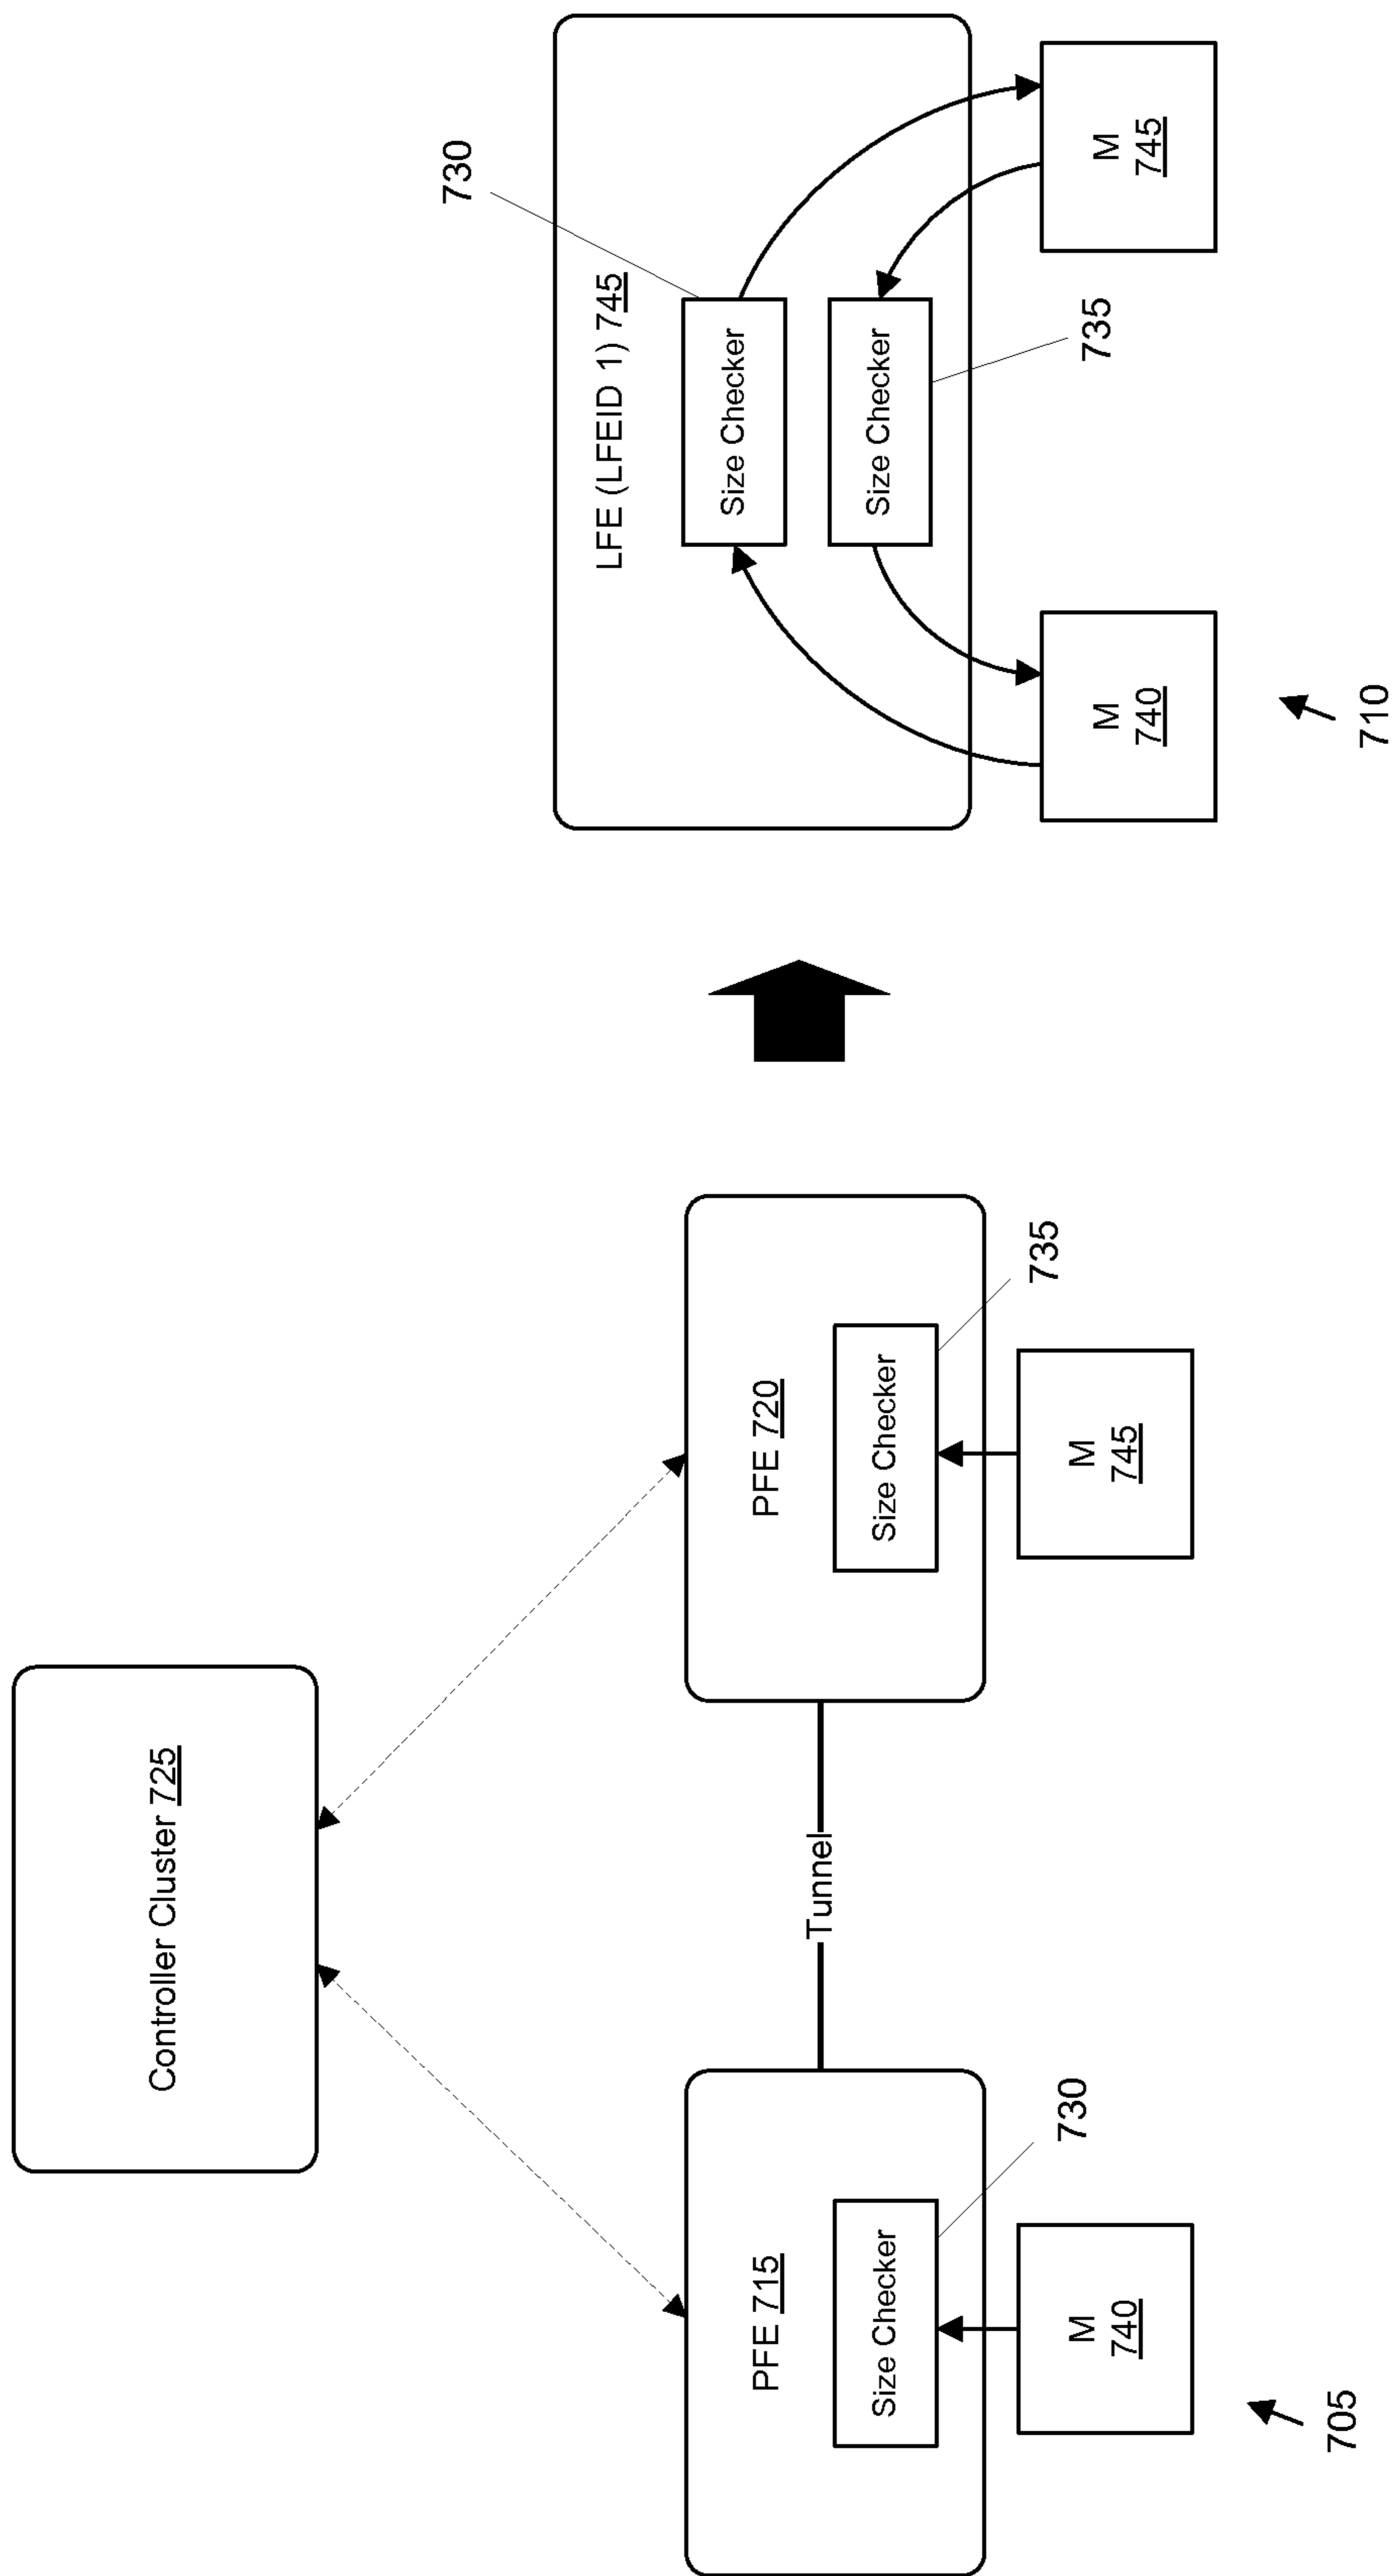 Controller Cluster 725
PFE 715
Size Checker
730
M
740
705
Tunnel
PFE 720
Size Checker
735
M
745
730
LFE (LFEID 1) 745
Size Checker
Size Checker
735
M
740
M
745
710